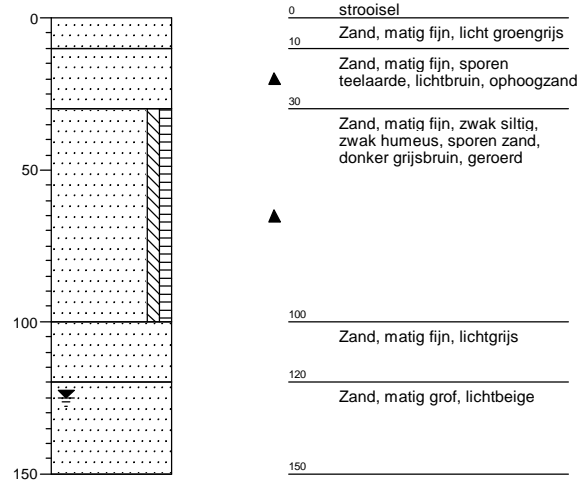 0
50
100
150
0 strooisel
Zand, matig fijn, licht groengrijs
10
Zand, matig fijn, sporen
teelaarde, lichtbruin, ophoogzand
30
Zand, matig fijn, zwak siltig,
zwak humeus, sporen zand,
donker grijsbruin, geroerd
100
Zand, matig fijn, lichtgrijs
120
Zand, matig grof, lichtbeige
150